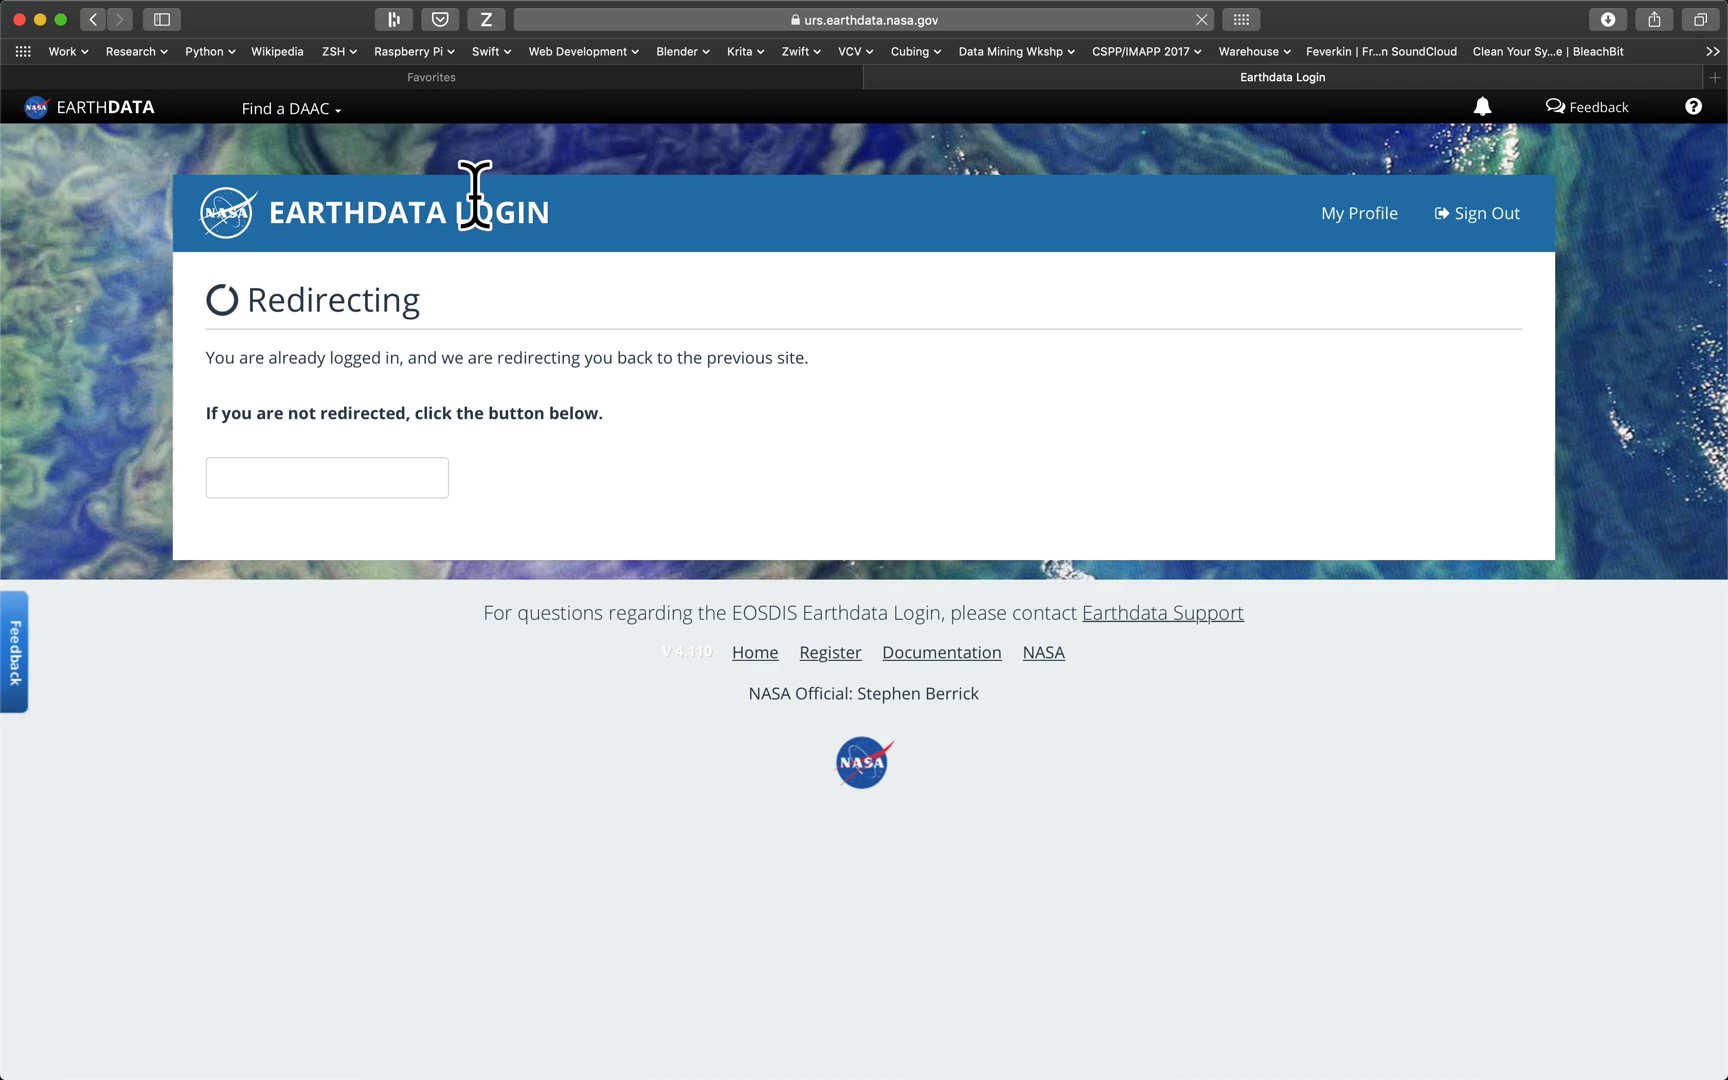 urs.earthdata.nasa.gov
Work Research Python Wikipedia ZSH Raspberry Pi Swift Web Development Blender Krita Zwift VCV Cubing Data Mining Wkshp CSPP/IMAPP 2017 Warehouse Feverkin | Fr...n SoundCloud Clean Your Sy...e | BleachBit
Favorites Earthdata Login
NASA EARTHDATA Find a DAAC Feedback
NASA EARTHDATA LOGIN My Profile Sign Out
Redirecting
You are already logged in, and we are redirecting you back to the previous site.
If you are not redirected, click the button below.
For questions regarding the EOSDIS Earthdata Login, please contact Earthdata Support
Feedback
V 4.110 Home Register Documentation NASA
NASA Official: Stephen Berrick
NASA